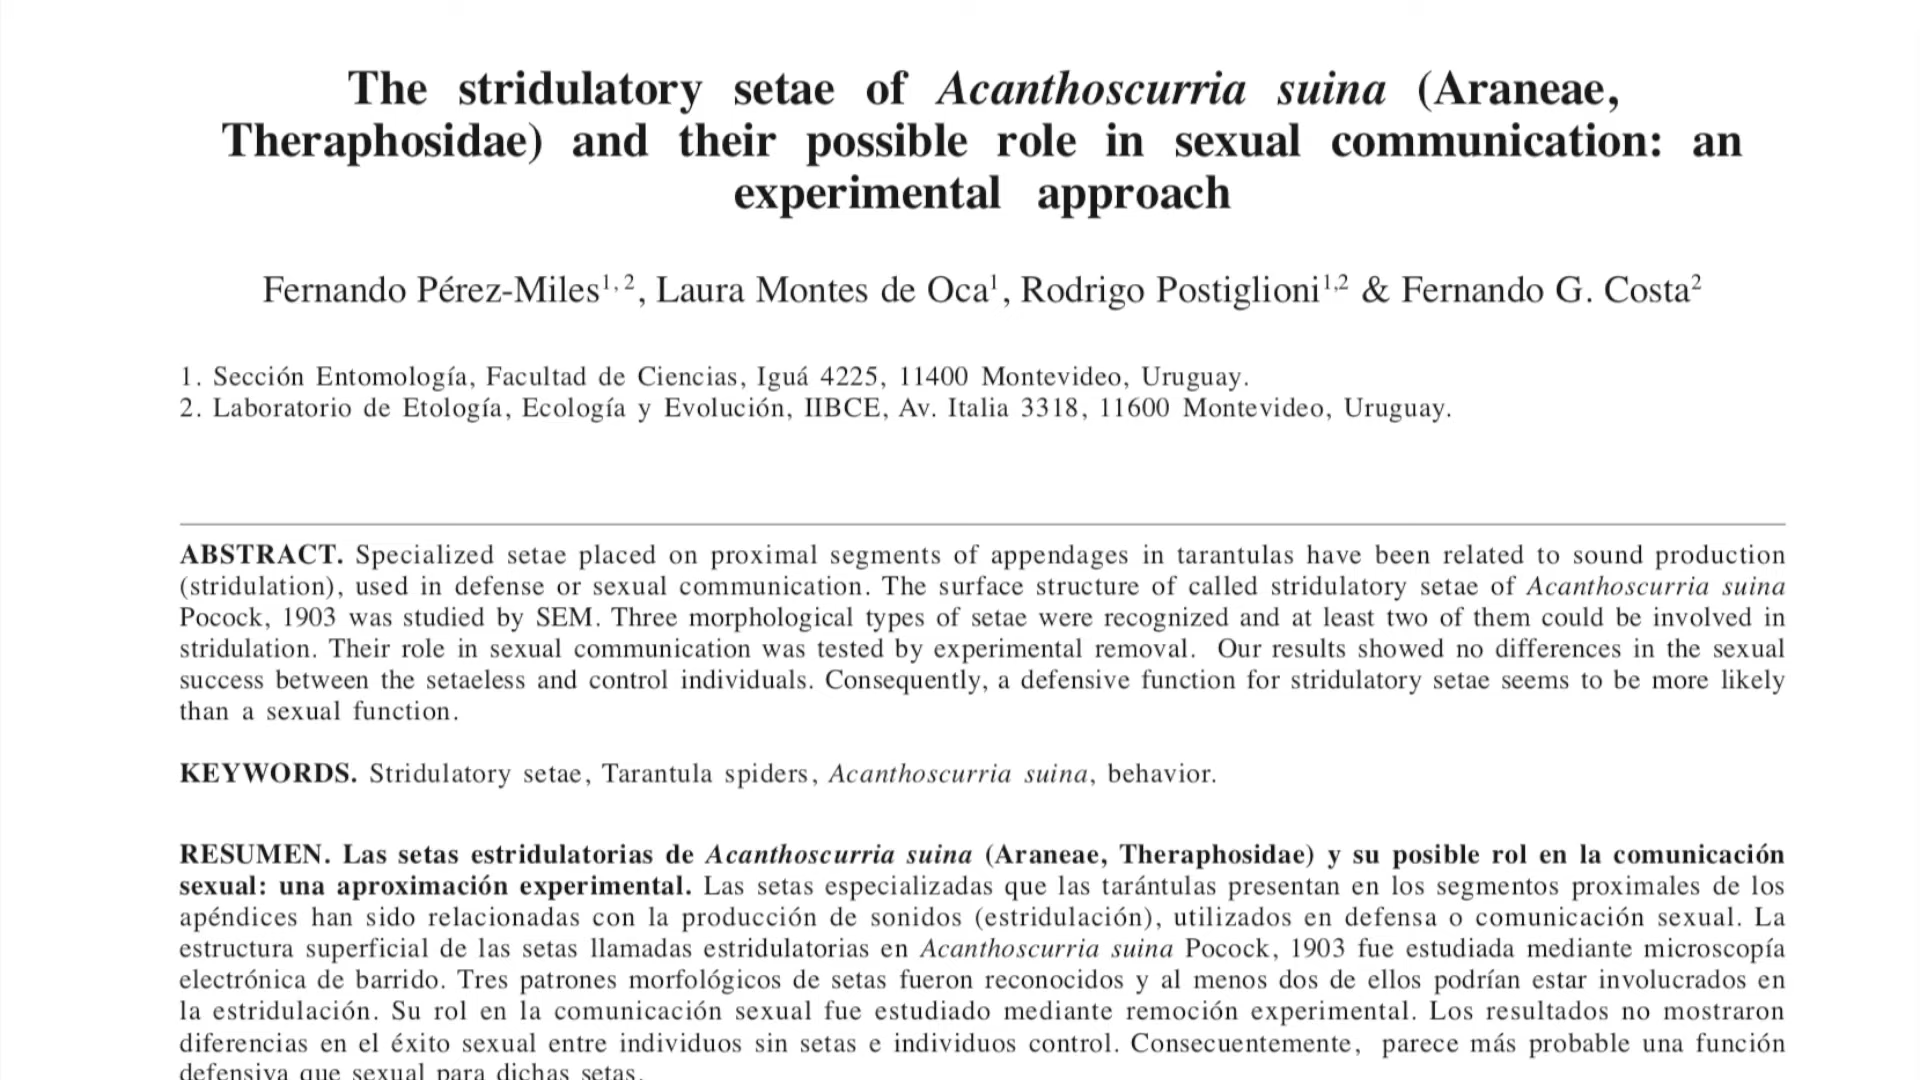 The stridulatory setae of Acanthoscurria suina (Araneae,
Theraphosidae) and their possible role in sexual communication: an
experimental approach
Fernando Pérez-Miles1,2, Laura Montes de Oca1, Rodrigo Postiglioni1,2 & Fernando G. Costa2
1. Sección Entomología, Facultad de Ciencias, Iguá 4225, 11400 Montevideo, Uruguay.
2. Laboratorio de Etología, Ecología y Evolución, IIBCE, Av. Italia 3318, 11600 Montevideo, Uruguay.
ABSTRACT. Specialized setae placed on proximal segments of appendages in tarantulas have been related to sound production
(stridulation), used in defense or sexual communication. The surface structure of called stridulatory setae of Acanthoscurria suina
Pocock, 1903 was studied by SEM. Three morphological types of setae were recognized and at least two of them could be involved in
stridulation. Their role in sexual communication was tested by experimental removal. Our results showed no differences in the sexual
success between the setaeless and control individuals. Consequently, a defensive function for stridulatory setae seems to be more likely
than a sexual function.
KEYWORDS. Stridulatory setae, Tarantula spiders, Acanthoscurria suina, behavior.
RESUMEN. Las setas estridulatorias de Acanthoscurria suina (Araneae, Theraphosidae) y su posible rol en la comunicación
sexual: una aproximación experimental. Las setas especializadas que las tarántulas presentan en los segmentos proximales de los
apéndices han sido relacionadas con la producción de sonidos (estridulación), utilizados en defensa o comunicación sexual. La
estructura superficial de las setas llamadas estridulatorias en Acanthoscurria suina Pocock, 1903 fue estudiada mediante microscopía
electrónica de barrido. Tres patrones morfológicos de setas fueron reconocidos y al menos dos de ellos podrían estar involucrados en
la estridulación. Su rol en la comunicación sexual fue estudiado mediante remoción experimental. Los resultados no mostraron
diferencias en el éxito sexual entre individuos sin setas e individuos control. Consecuentemente, parece más probable una función
defensiva que sexual para dichas setas.